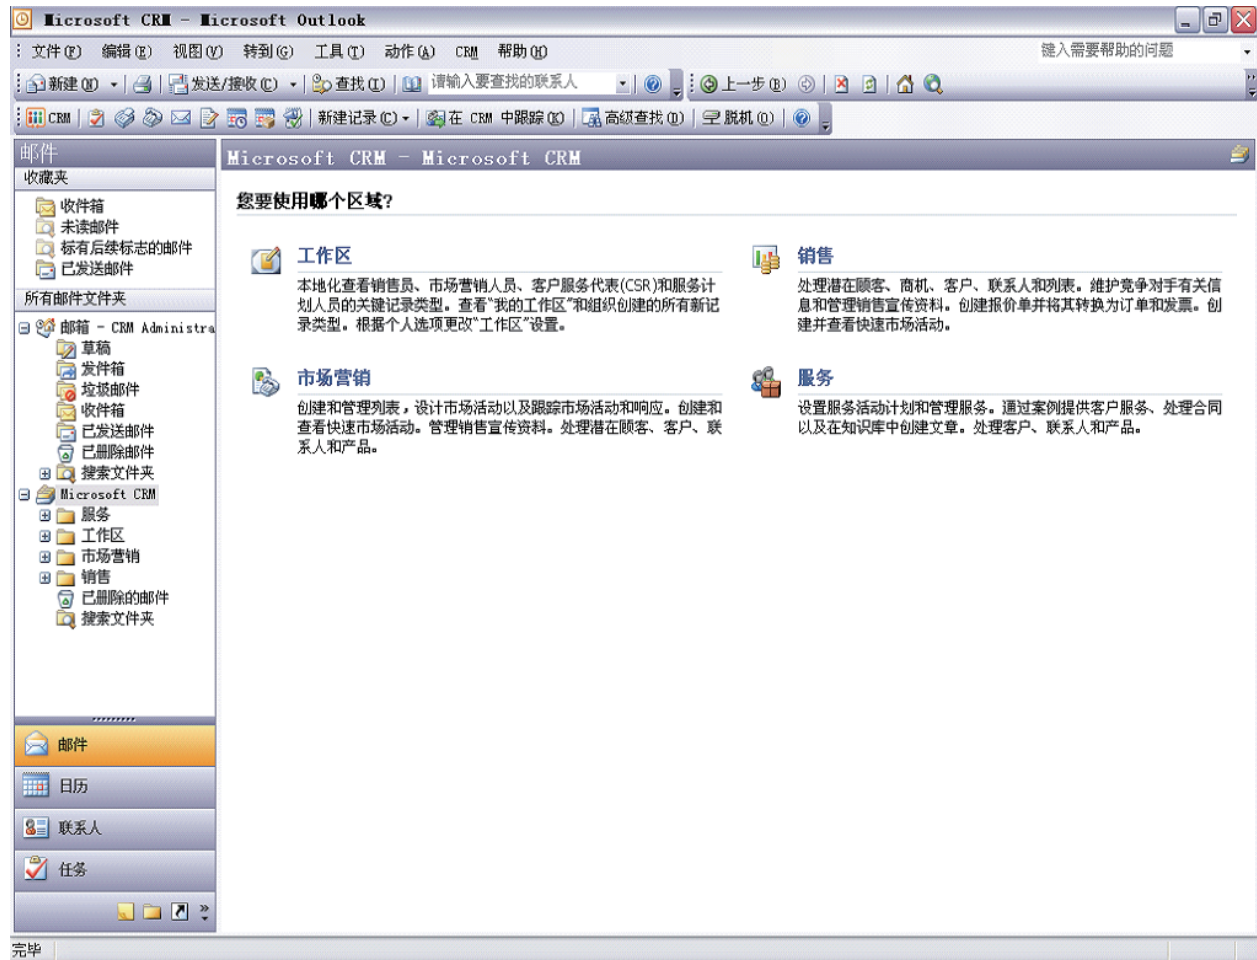 Microsoft CRM - Microsoft Outlook
文件(F) 编辑(E) 视图(V) 转到(G) 工具(T) 动作(A) CRM 帮助(H) 键入需要帮助的问题
新建(N) 发送/接收(C) 查找(I) 请输入要查找的联系人 上一步(B)
CRM 新建记录(C) 在 CRM 中跟踪(K) 高级查找(D) 脱机(O)
邮件
收藏夹
收件箱
未读邮件
标有后续标志的邮件
已发送邮件
所有邮件文件夹
邮箱 - CRM Administra
草稿
发件箱
垃圾邮件
收件箱
已发送邮件
已删除邮件
搜索文件夹
Microsoft CRM
服务
工作区
市场营销
销售
已删除的邮件
搜索文件夹
邮件
日历
联系人
任务
Microsoft CRM - Microsoft CRM
您要使用哪个区域?
工作区
本地化查看销售员、市场营销人员、客户服务代表(CSR)和服务计
划人员的关键记录类型。查看"我的工作区"和组织创建的所有新记
录类型。根据个人选项更改"工作区"设置。
销售
处理潜在顾客、商机、客户、联系人和列表。维护竞争对手有关信
息和管理销售宣传资料。创建报价单并将其转换为订单和发票。创
建并查看快速市场活动。
市场营销
创建和管理列表，设计市场活动以及跟踪市场活动和响应。创建和
查看快速市场活动。管理销售宣传资料。处理潜在顾客、客户、联
系人和产品。
服务
设置服务活动计划和管理服务。通过案例提供客户服务、处理合同
以及在知识库中创建文章。处理客户、联系人和产品。
完毕